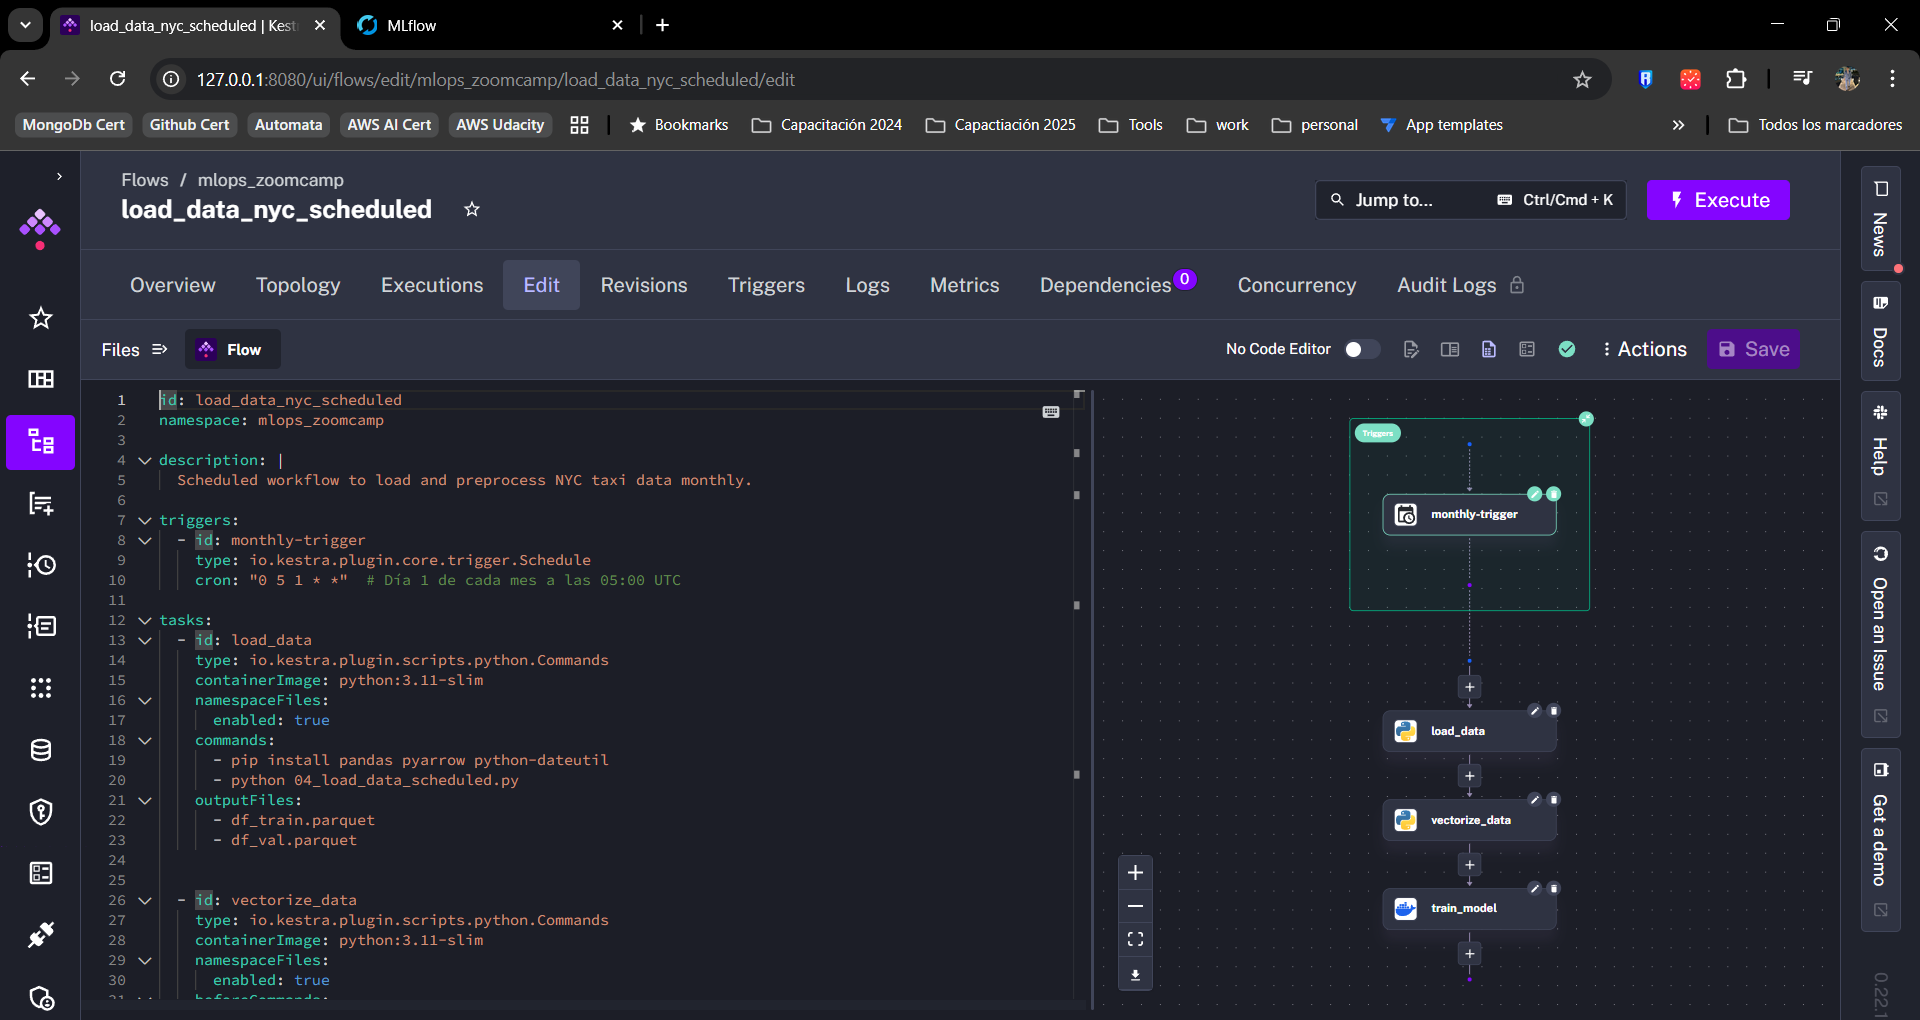 load_data_nyc_scheduled | Kest
MLflow
127.0.0.1:8080/ui/flows/edit/mlops_zoomcamp/load_data_nyc_scheduled/edit
MongoDb Cert
Github Cert
Automata
AWS AI Cert
AWS Udacity
Bookmarks
Capacitación 2024
Capactiación 2025
Tools
work
personal
App templates
Todos los marcadores
Flows / mlops_zoomcamp
load_data_nyc_scheduled
Jump to...
Ctrl/Cmd + K
Execute
Overview
Topology
Executions
Edit
Revisions
Triggers
Logs
Metrics
Dependencies 0
Concurrency
Audit Logs
Files
Flow
No Code Editor
Actions
Save
1 id: load_data_nyc_scheduled
2 namespace: mlops_zoomcamp
3
4 description: |
5 Scheduled workflow to load and preprocess NYC taxi data monthly.
6
7 triggers:
8 - id: monthly-trigger
9 type: io.kestra.plugin.core.trigger.Schedule
10 cron: "0 5 1 * *" # Día 1 de cada mes a las 05:00 UTC
11
12 tasks:
13 - id: load_data
14 type: io.kestra.plugin.scripts.python.Commands
15 containerImage: python:3.11-slim
16 namespaceFiles:
17 enabled: true
18 commands:
19 - pip install pandas pyarrow python-dateutil
20 - python 04_load_data_scheduled.py
21 outputFiles:
22 - df_train.parquet
23 - df_val.parquet
24
25
26 - id: vectorize_data
27 type: io.kestra.plugin.scripts.python.Commands
28 containerImage: python:3.11-slim
29 namespaceFiles:
30 enabled: true
31 beforeCommands:
Triggers
monthly-trigger
load_data
vectorize_data
train_model
News
Docs
Help
Open an Issue
Get a demo
0.22.1